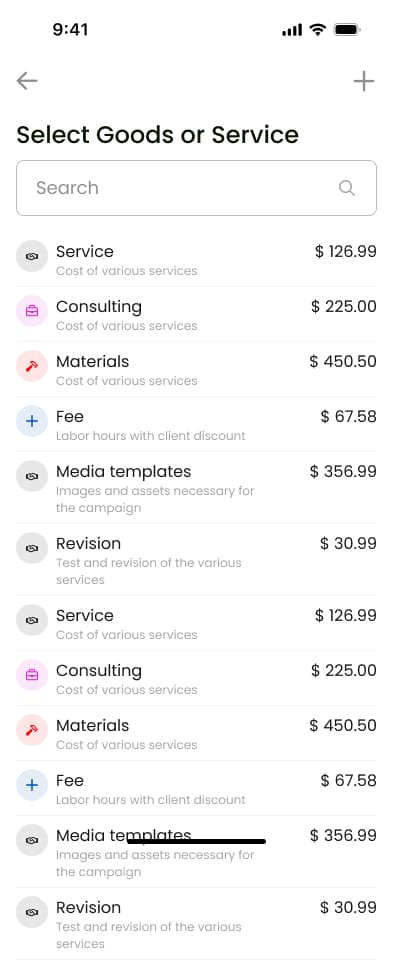 9:41
Select Goods or Service
Search
Service $ 126.99
Cost of various services
Consulting $ 225.00
Cost of various services
Materials $ 450.50
Cost of various services
Fee $ 67.58
Labor hours with client discount
Media templates $ 356.99
Images and assets necessary for
the campaign
Revision $ 30.99
Test and revision of the various
services
Service $ 126.99
Cost of various services
Consulting $ 225.00
Cost of various services
Materials $ 450.50
Cost of various services
Fee $ 67.58
Labor hours with client discount
Media templates $ 356.99
Images and assets necessary for
the campaign
Revision $ 30.99
Test and revision of the various
services